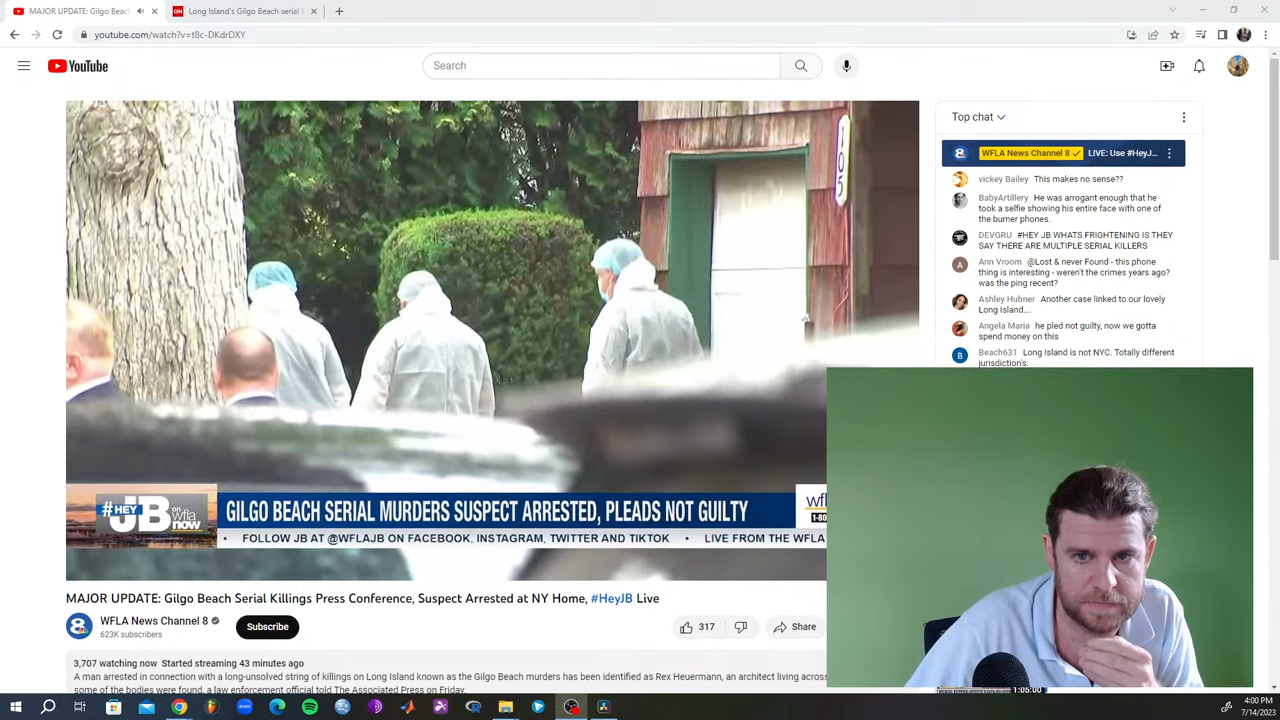 MAJOR UPDATE: Gilgo Beach
Long Island's Gilgo Beach serial k
youtube.com/watch?v=t8c-DKdrDXY
YouTube
Search
Top chat
WFLA News Channel 8 LIVE: Use #HeyJ...
vickey Bailey This makes no sense??
BabyArtillery He was arrogant enough that he
took a selfie showing his entire face with one of
the burner phones.
DEVGRU #HEY JB WHATS FRIGHTENING IS THEY
SAY THERE ARE MULTIPLE SERIAL KILLERS
Ann Vroom @Lost & never Found - this phone
thing is interesting - weren't the crimes years ago?
was the ping recent?
Ashley Hubner Another case linked to our lovely
Long Island....
Angela Maria he pled not guilty, now we gotta
spend money on this
Beach631 Long Island is not NYC. Totally different
jurisdiction's.
105
#HEY JB on wfla now
GILGO BEACH SERIAL MURDERS SUSPECT ARRESTED, PLEADS NOT GUILTY
wfl
1-80
FOLLOW JB AT @WFLAJB ON FACEBOOK, INSTAGRAM, TWITTER AND TIKTOK • LIVE FROM THE WFLA
MAJOR UPDATE: Gilgo Beach Serial Killings Press Conference, Suspect Arrested at NY Home, #HeyJB Live
WFLA News Channel 8
623K subscribers
Subscribe
317
Share
3,707 watching now Started streaming 43 minutes ago
A man arrested in connection with a long-unsolved string of killings on Long Island known as the Gilgo Beach murders has been identified as Rex Heuermann, an architect living across
some of the bodies were found, a law enforcement official told The Associated Press on Friday.
1:05:00
4:00 PM
7/14/2023